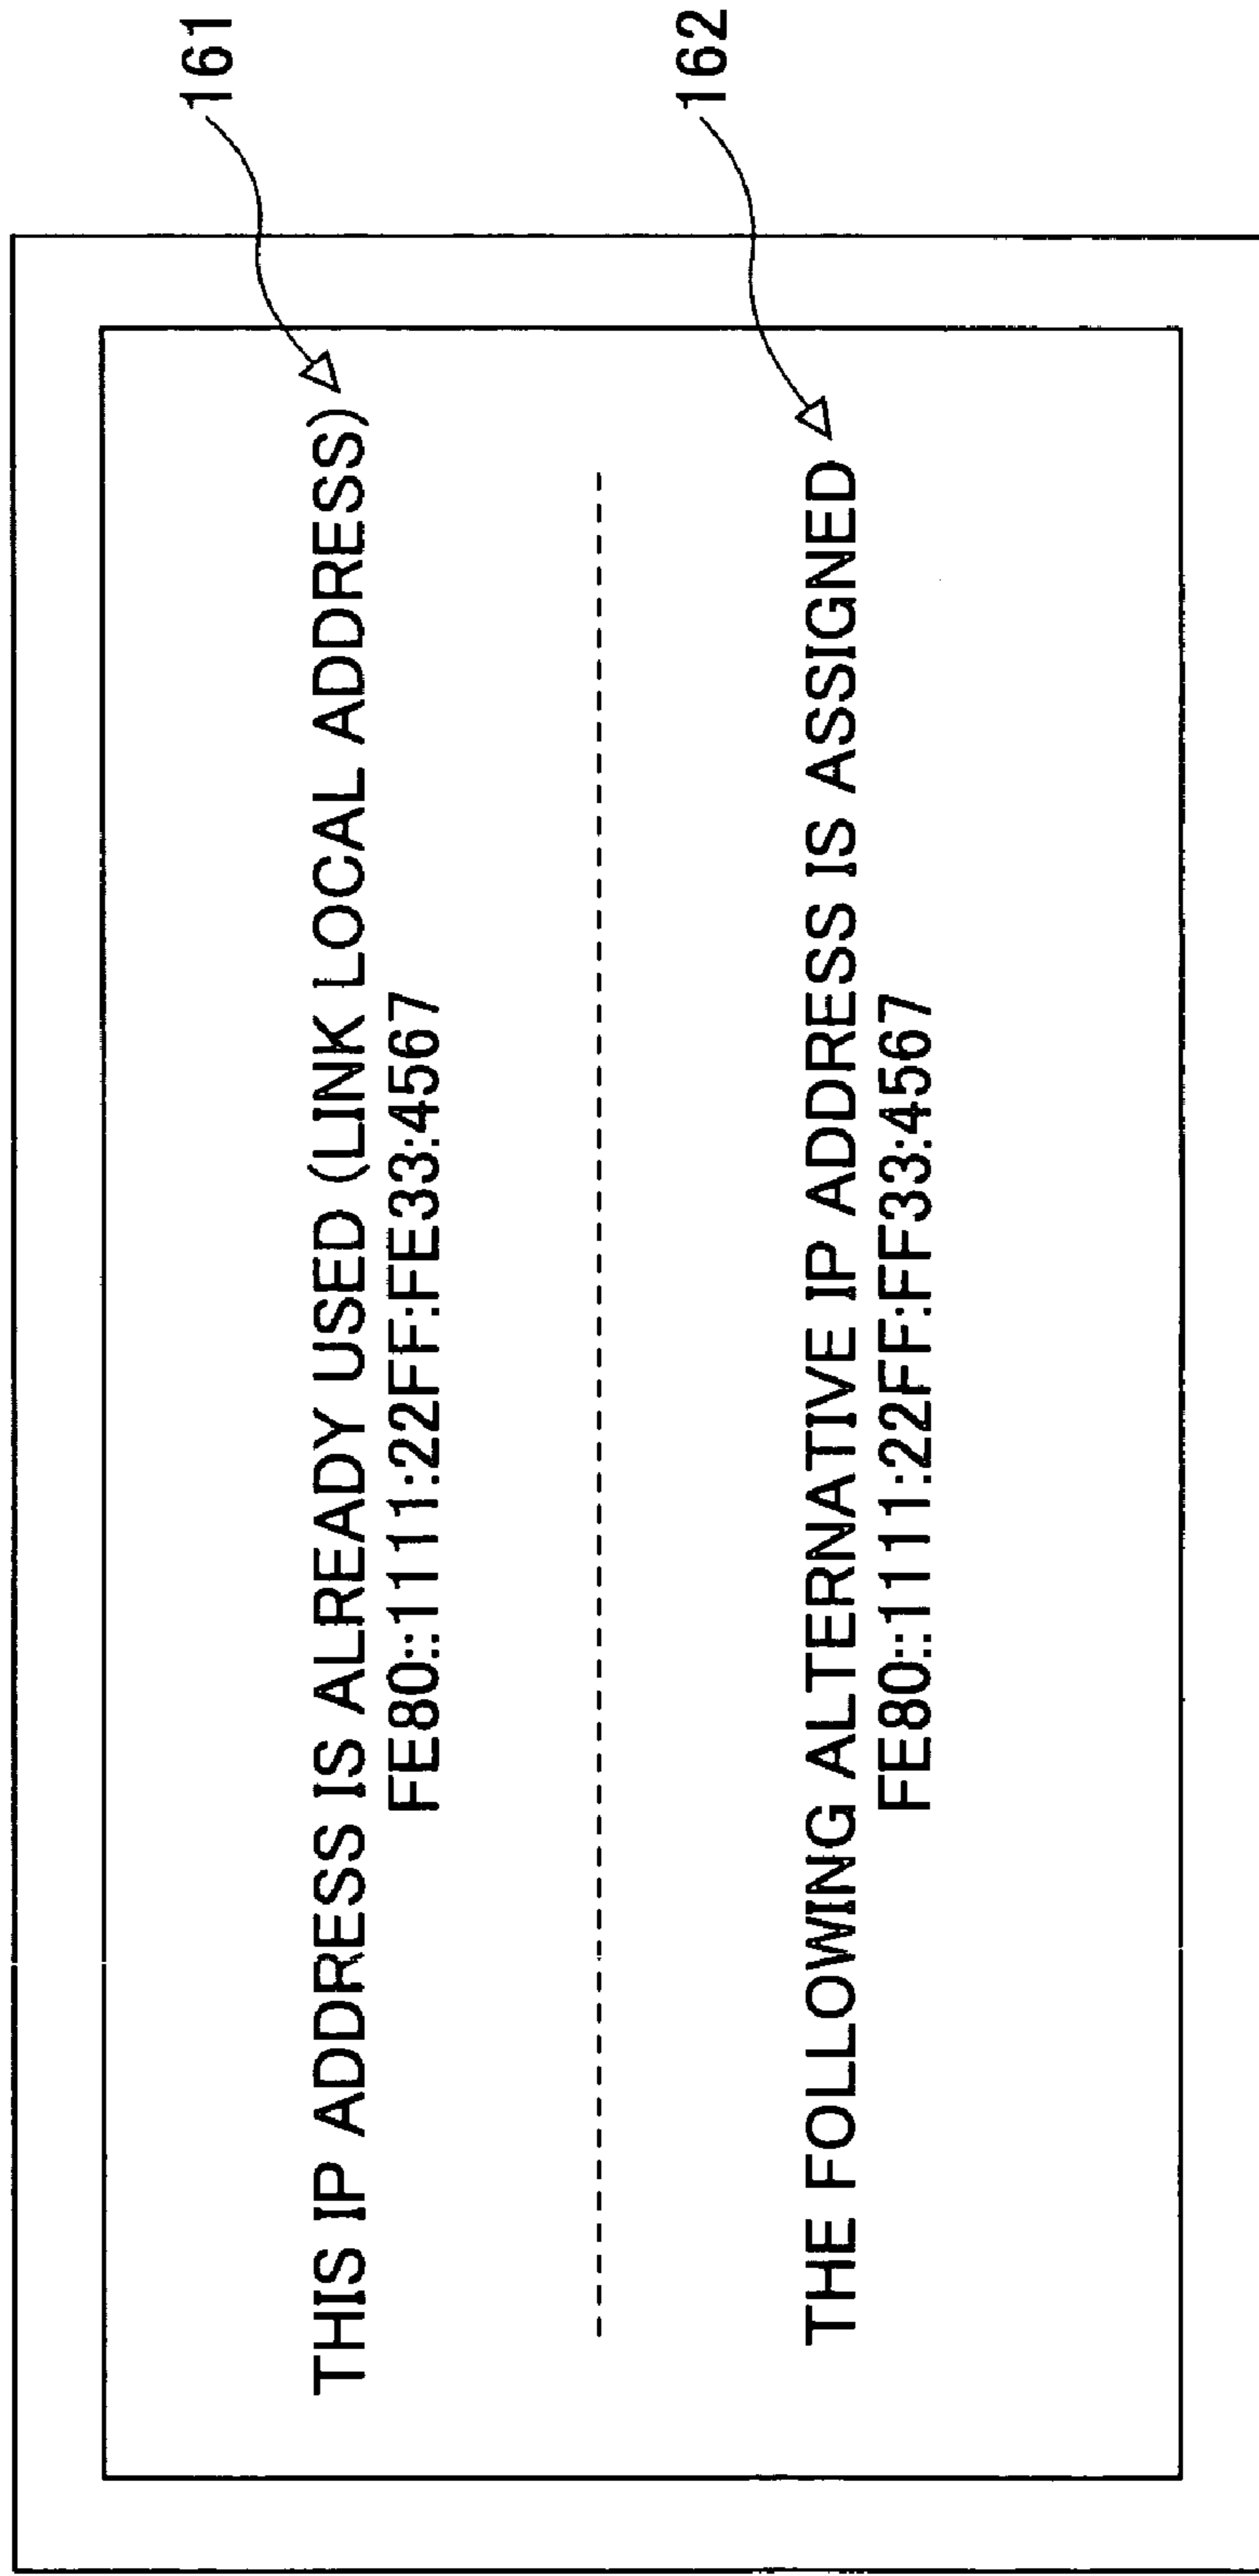 THIS IP ADDRESS IS ALREADY USED (LINK LOCAL ADDRESS)
FE80::1111:22FF:FE33:4567
161
THE FOLLOWING ALTERNATIVE IP ADDRESS IS ASSIGNED
FE80::1111:22FF:FF33:4567
162